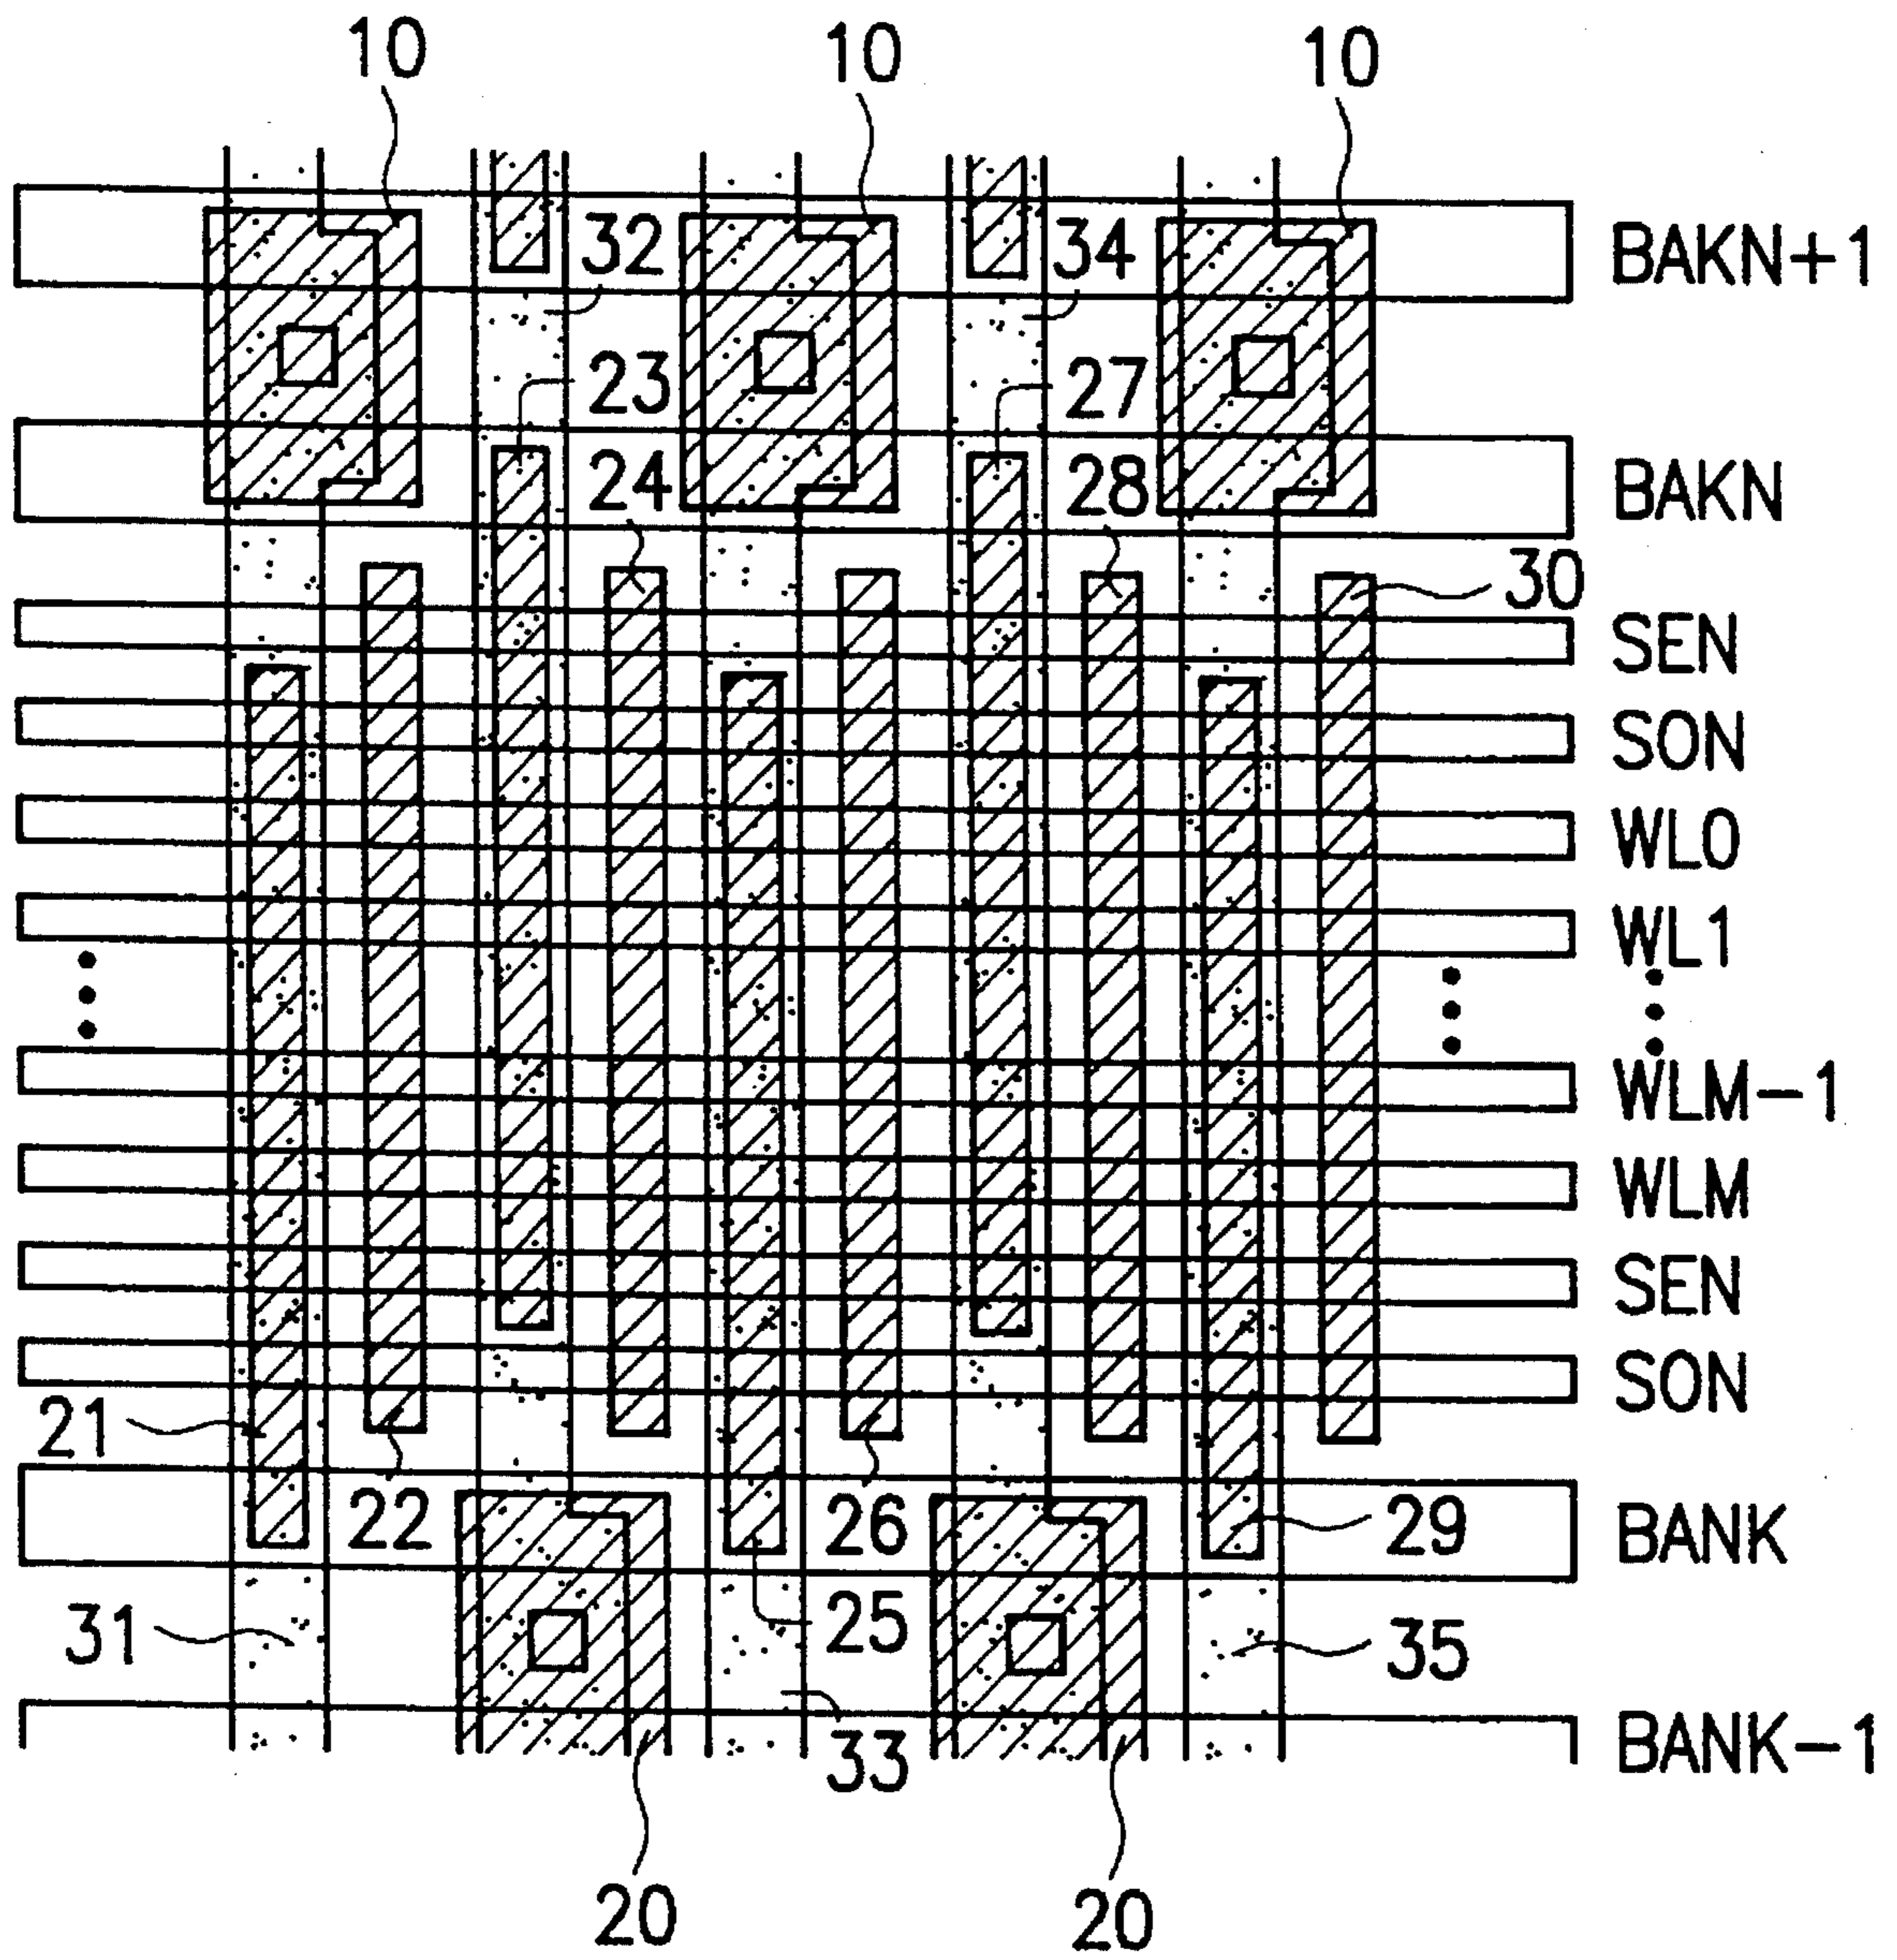 10 10 10
32 34 BAKN+1
23 27
24 28 BAKN
30
SEN
SON
WL0
WL1
WLM-1
WLM
SEN
SON
21
22 26 29 BANK
25
31 35
33 BANK-1
20 20